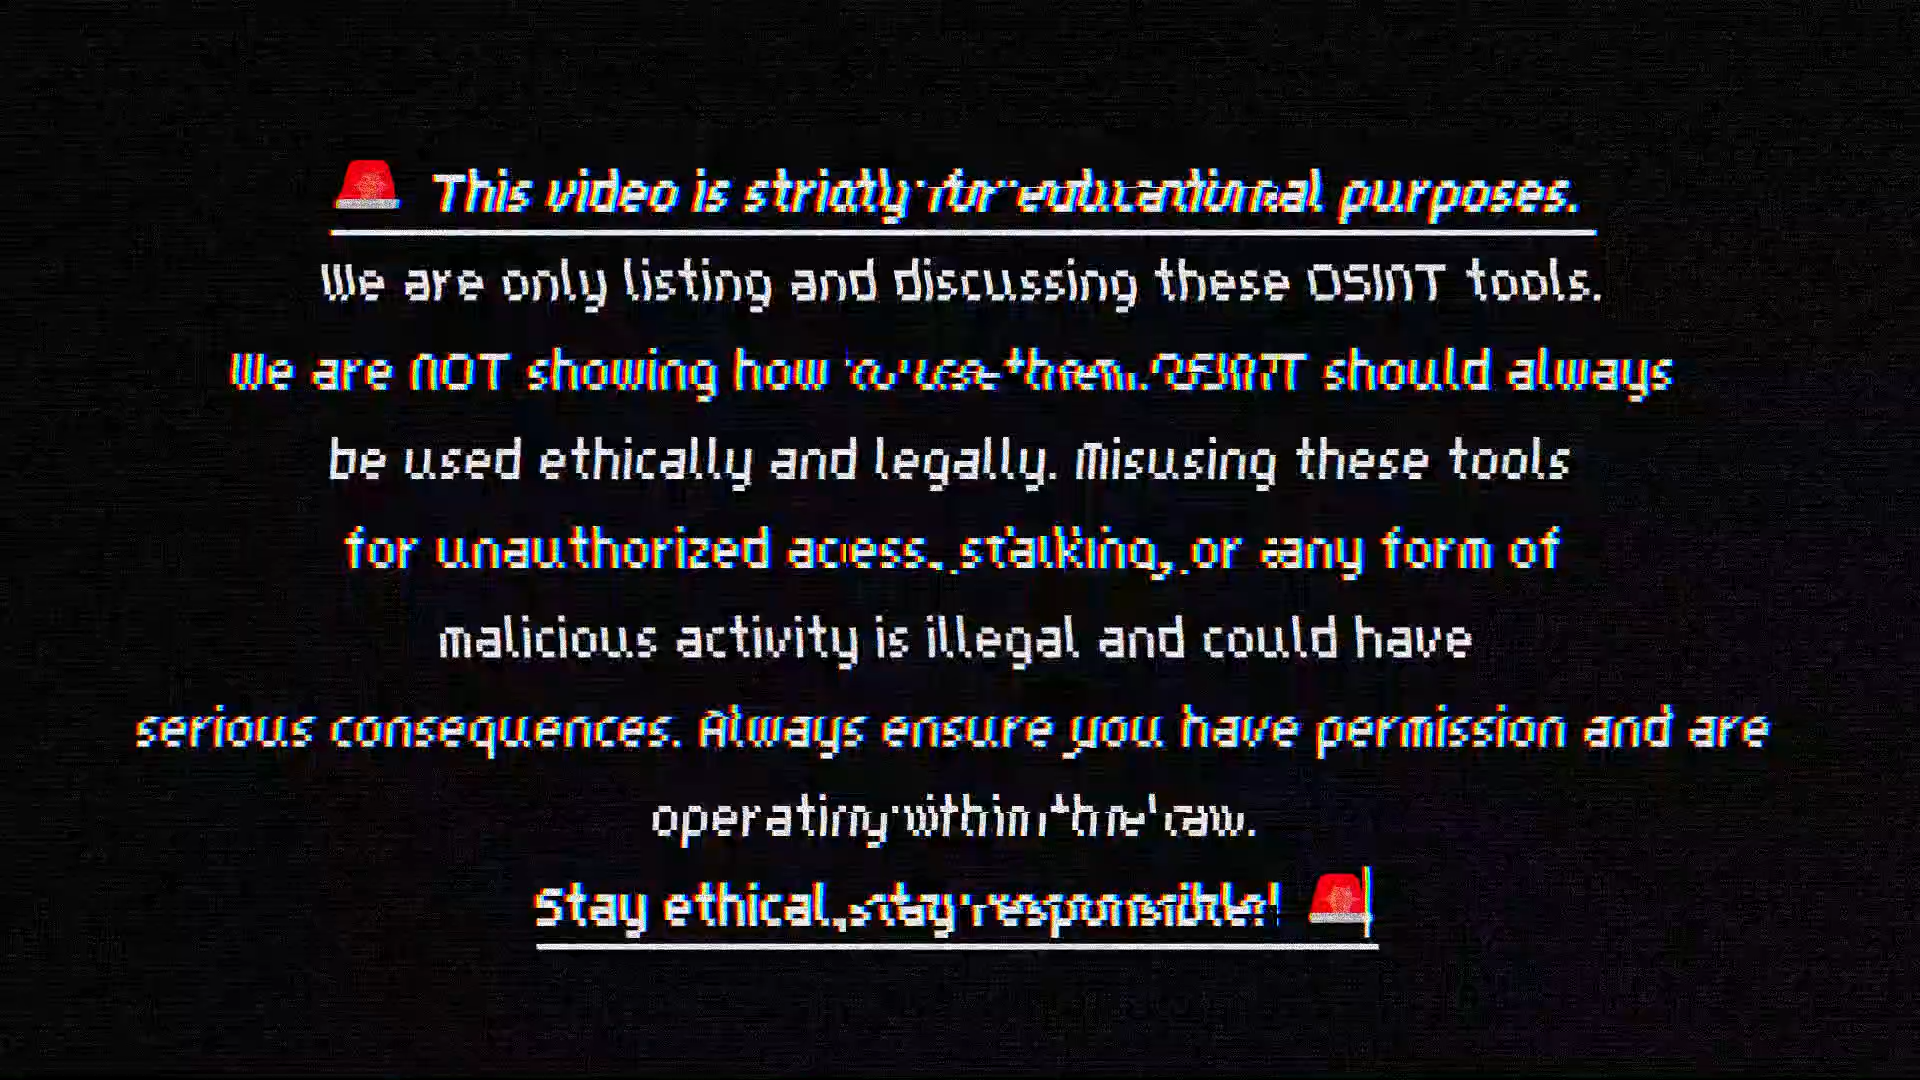 🚨 This video is strictly for educational purposes.
We are only listing and discussing these OSINT tools.
We are NOT showing how to use them. OSINT should always
be used ethically and legally. Misusing these tools
for unauthorized access, stalking, or any form of
malicious activity is illegal and could have
serious consequences. Always ensure you have permission and are
operating within the law.
Stay ethical, stay responsible! 🚨